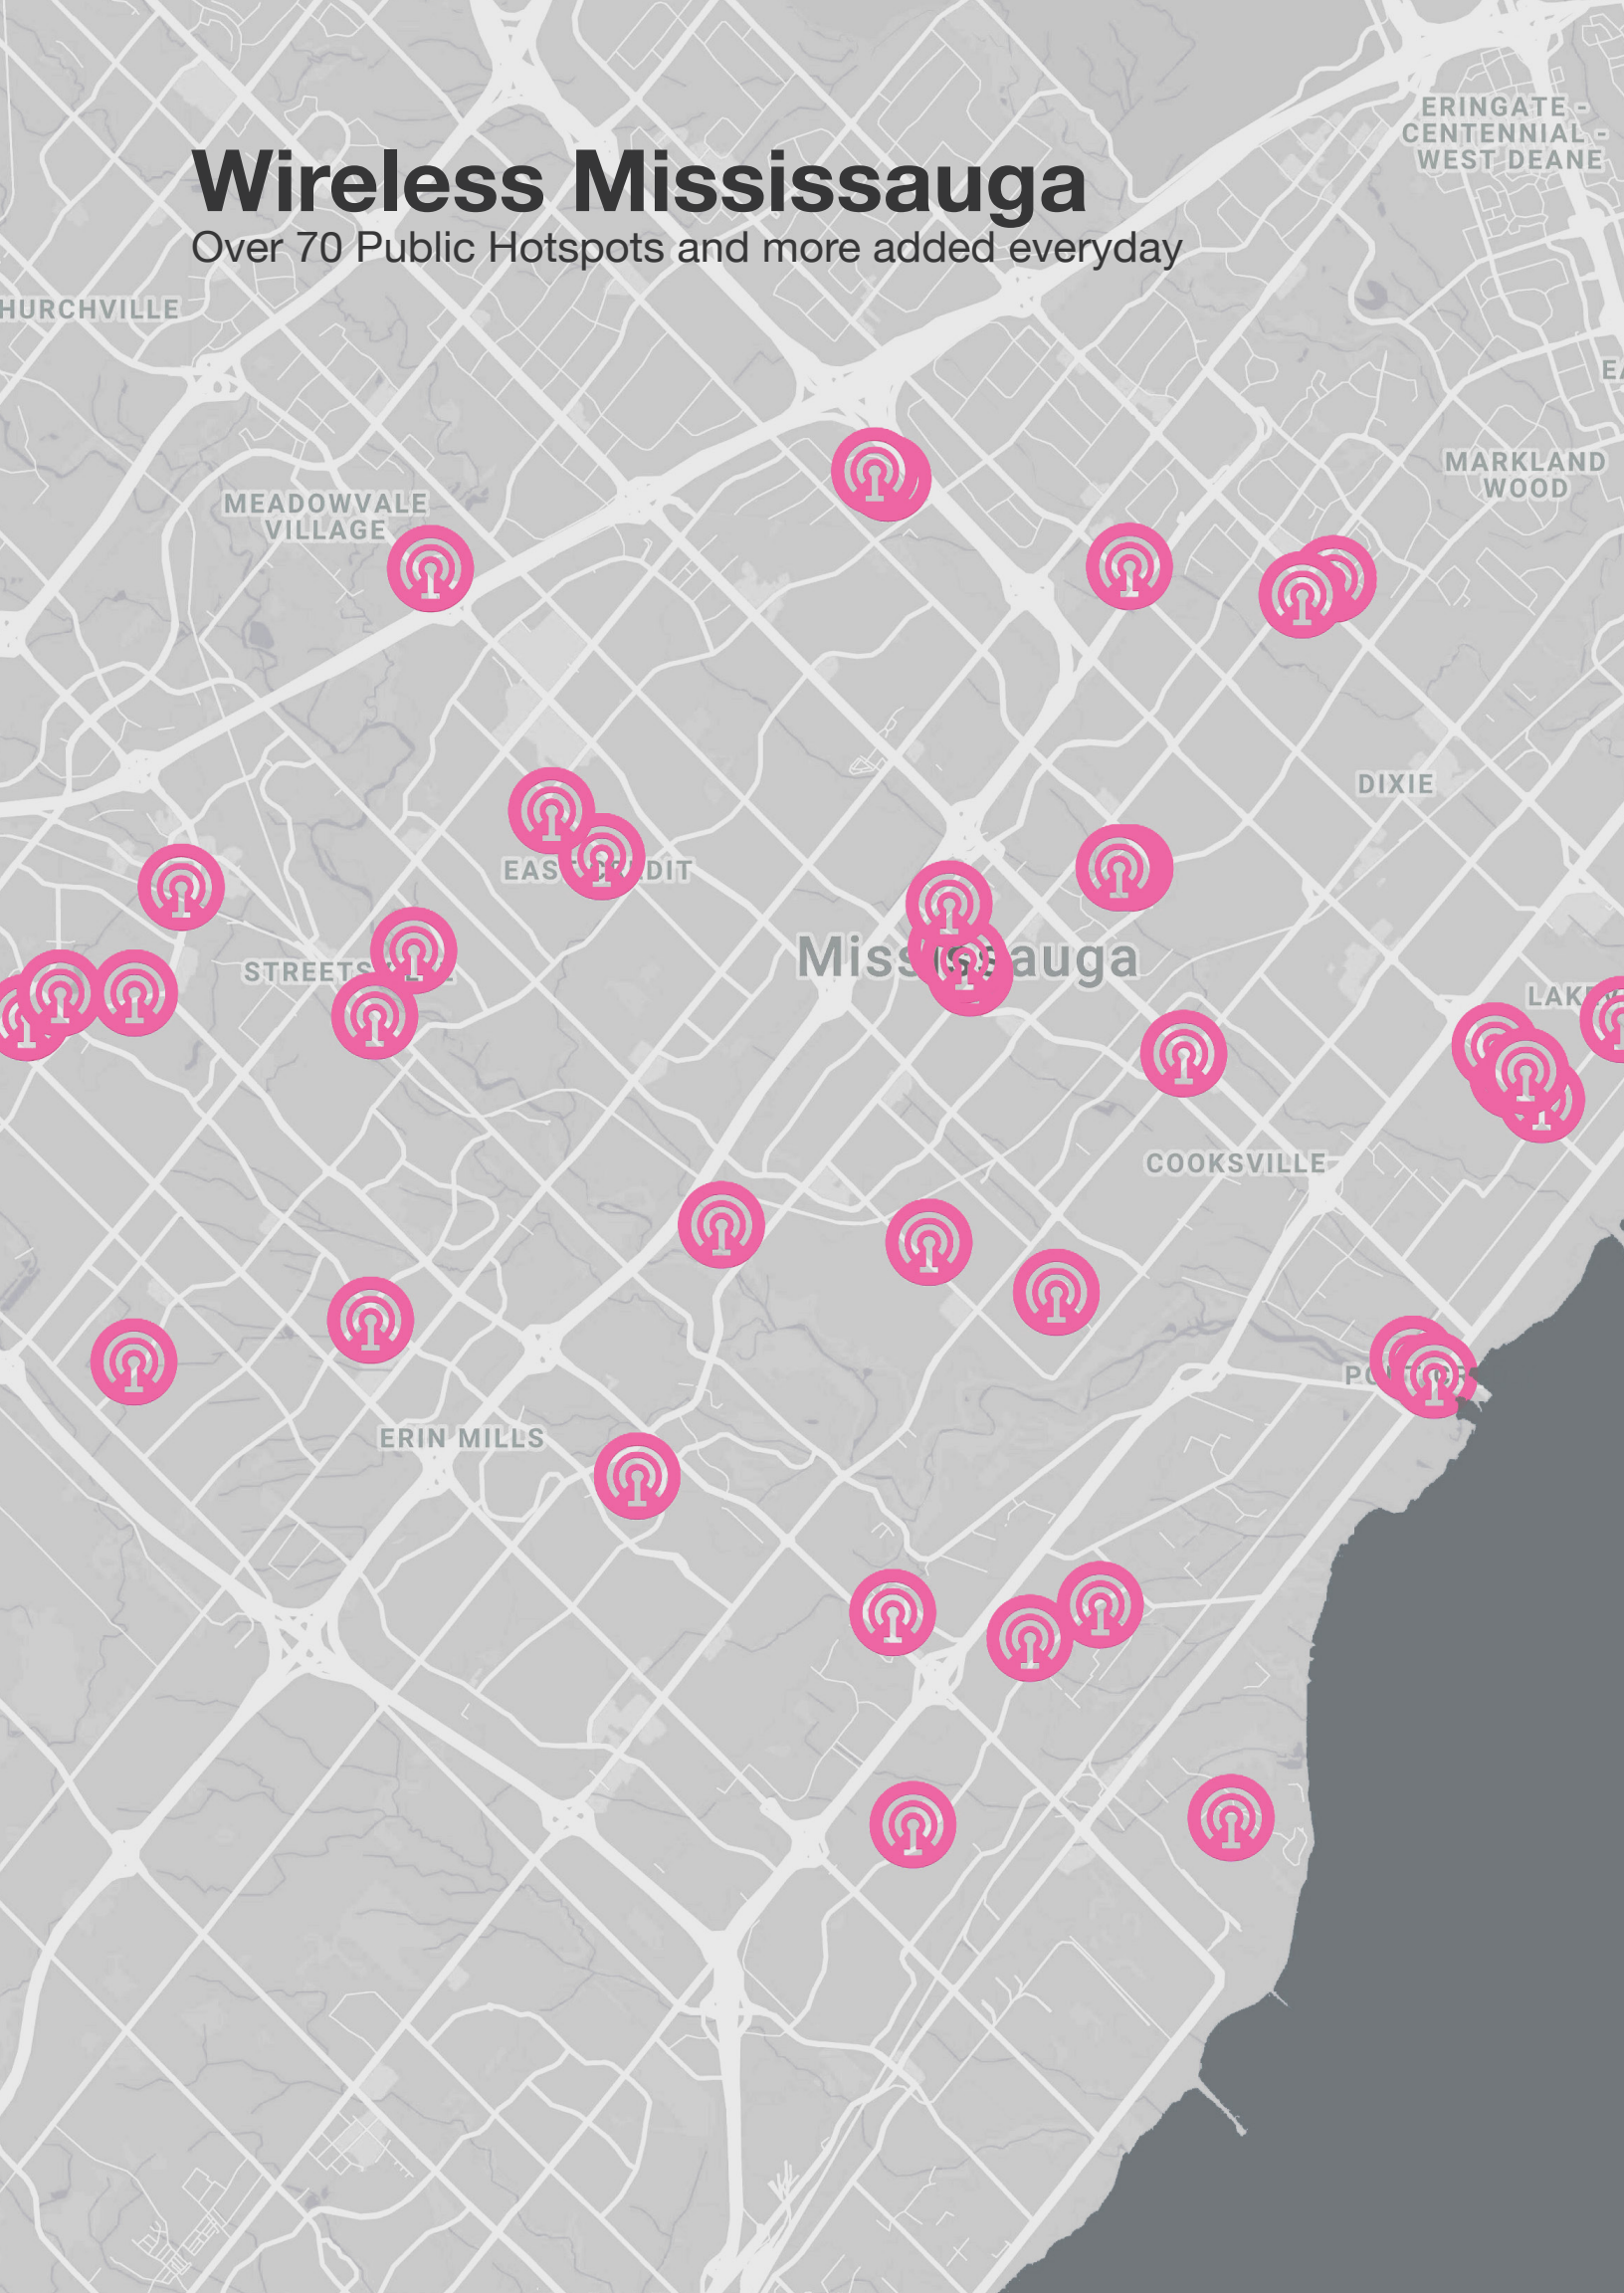 Wireless Mississauga
Over 70 Public Hotspots and more added everyday
ERINGATE -
CENTENNIAL -
WEST DEANE
HURCHVILLE
MARKLAND
WOOD
MEADOWVALE
VILLAGE
DIXIE
Mississauga
COOKSVILLE
ERIN MILLS